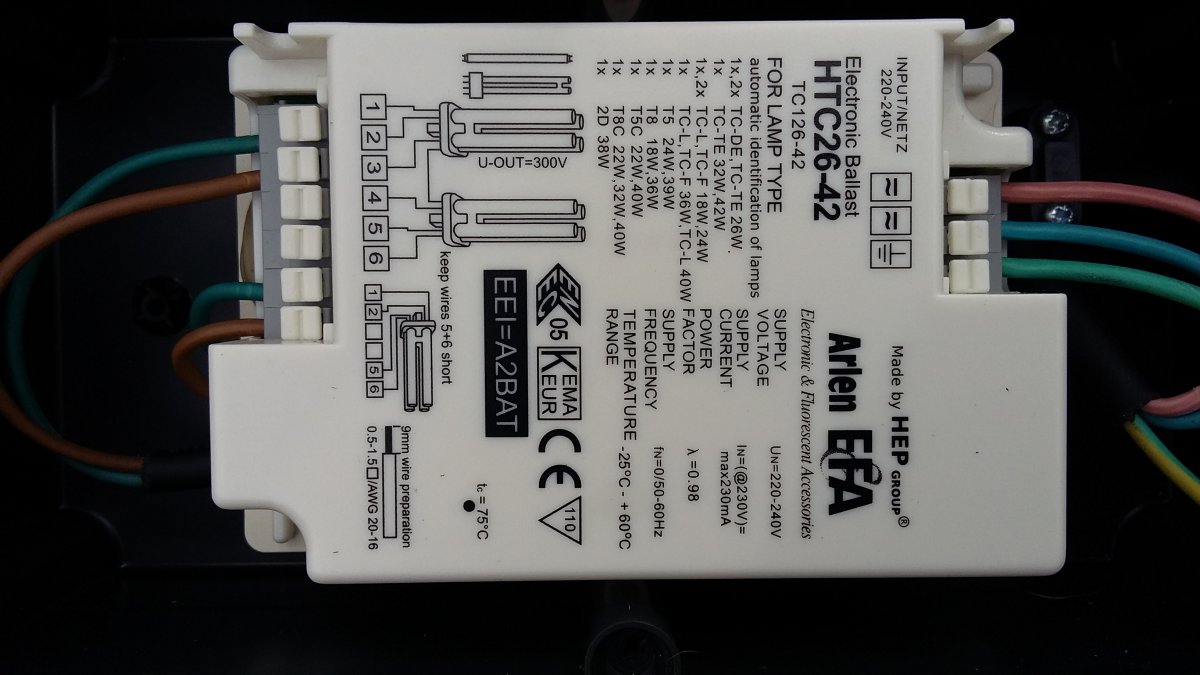 INPUT/NETZ
220-240V
Electronic Ballast
HTC26-42
TC126-42
FOR LAMP TYPE
automatic identification of lamps
1x,2x TC-DE,TC-TE 26W.
1x TC-TE 32W,42W
1x,2x TC-L,TC-F 18W,24W
1x TC-L,TC-F 36W,TC-L 40W
1x T5 24W,39W
1x T8 18W,36W
1x T5C 22W,40W
1x T8C 22W,32W,40W
1x 2D 38W
U-OUT=300V
1
2
3
4
5
6
keep wires 5+6 short
1
2
5
6
Made by HEP GROUP®
Arlen EFA
Electronic & Fluorescent Accessories
SUPPLY VOLTAGE UN=220-240V
SUPPLY CURRENT IN=(@230V)= max230mA
POWER FACTOR λ =0.98
SUPPLY FREQUENCY fN=0/50-60Hz
TEMPERATURE RANGE -25ºC - +60ºC
ENEC 05
KEMA KEUR
CE
110
EEI=A2BAT
tc = 75°C
9mm wire preparation
0.5-1.5□/AWG 20-16